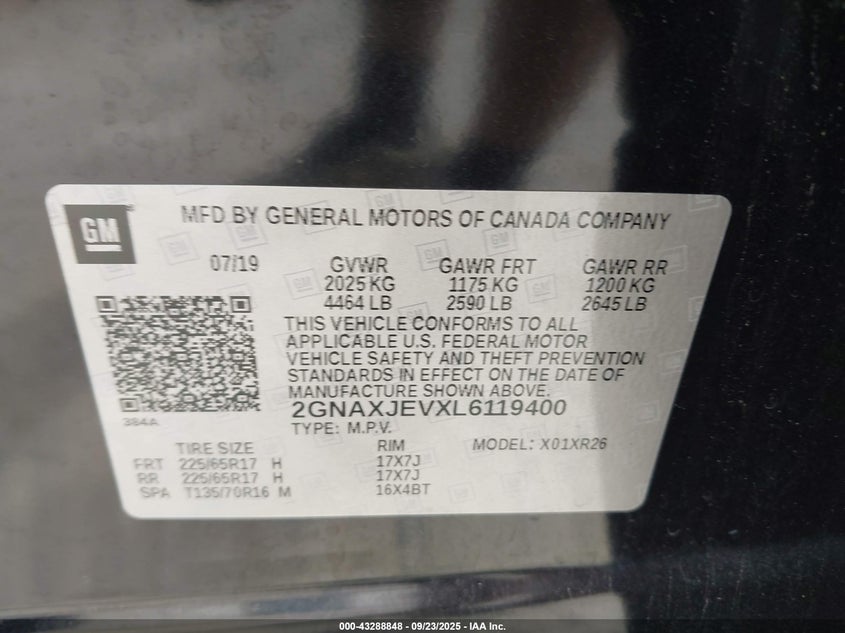 GM
MFD BY GENERAL MOTORS OF CANADA COMPANY
07/19 GVWR GAWR FRT GAWR RR
2025 KG 1175 KG 1200 KG
4464 LB 2590 LB 2645 LB
THIS VEHICLE CONFORMS TO ALL
APPLICABLE U.S. FEDERAL MOTOR
VEHICLE SAFETY AND THEFT PREVENTION
STANDARDS IN EFFECT ON THE DATE OF
MANUFACTURE SHOWN ABOVE.
384A
2GNAXJEVXL6119400
TYPE: M.P.V.
TIRE SIZE RIM MODEL: X01XR26
FRT 225/65R17 H 17X7J
RR 225/65R17 H 17X7J
SPA T135/70R16 M 16X4BT
000-43288848 - 09/23/2025 - IAA Inc.